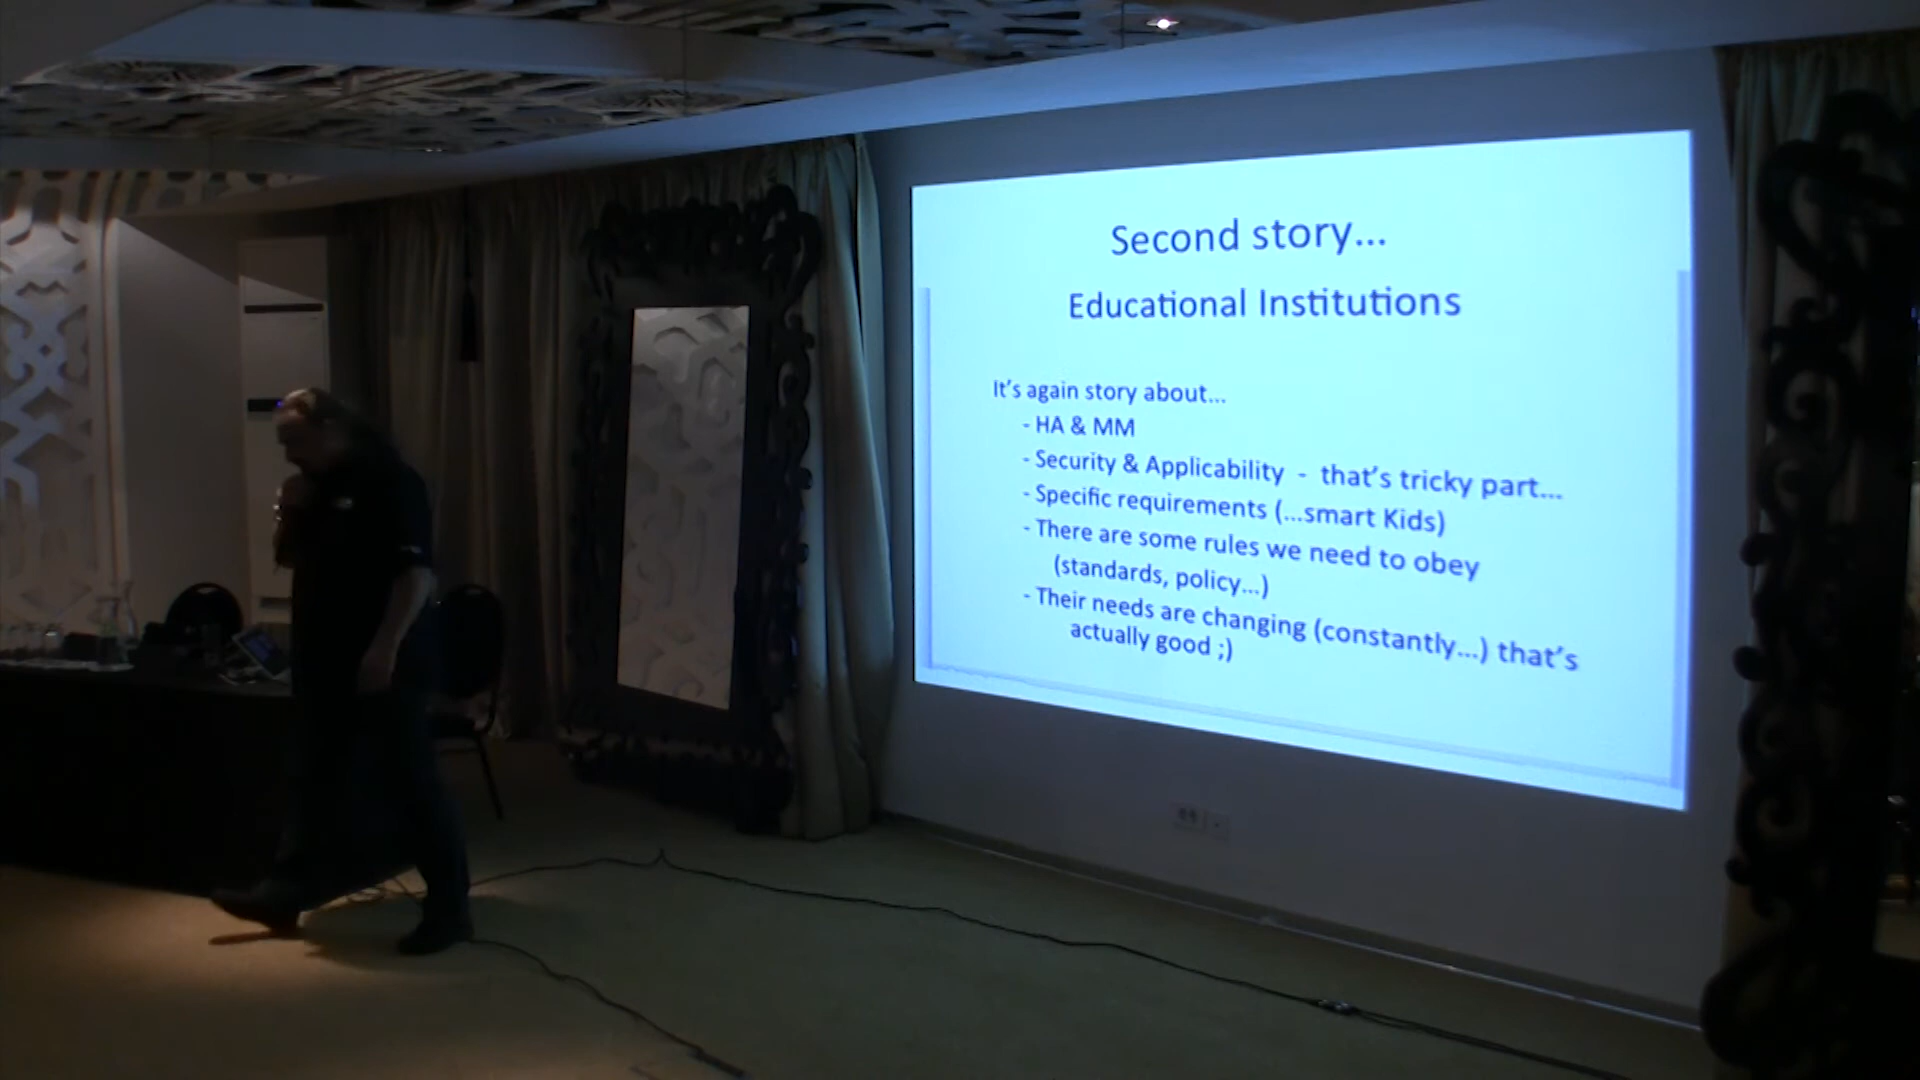 Second story...
Educational Institutions
It's again story about...
- HA & MM
- Security & Applicability - that's tricky part...
- Specific requirements (...smart Kids)
- There are some rules we need to obey
(standards, policy...)
- Their needs are changing (constantly...) that's
actually good ;)